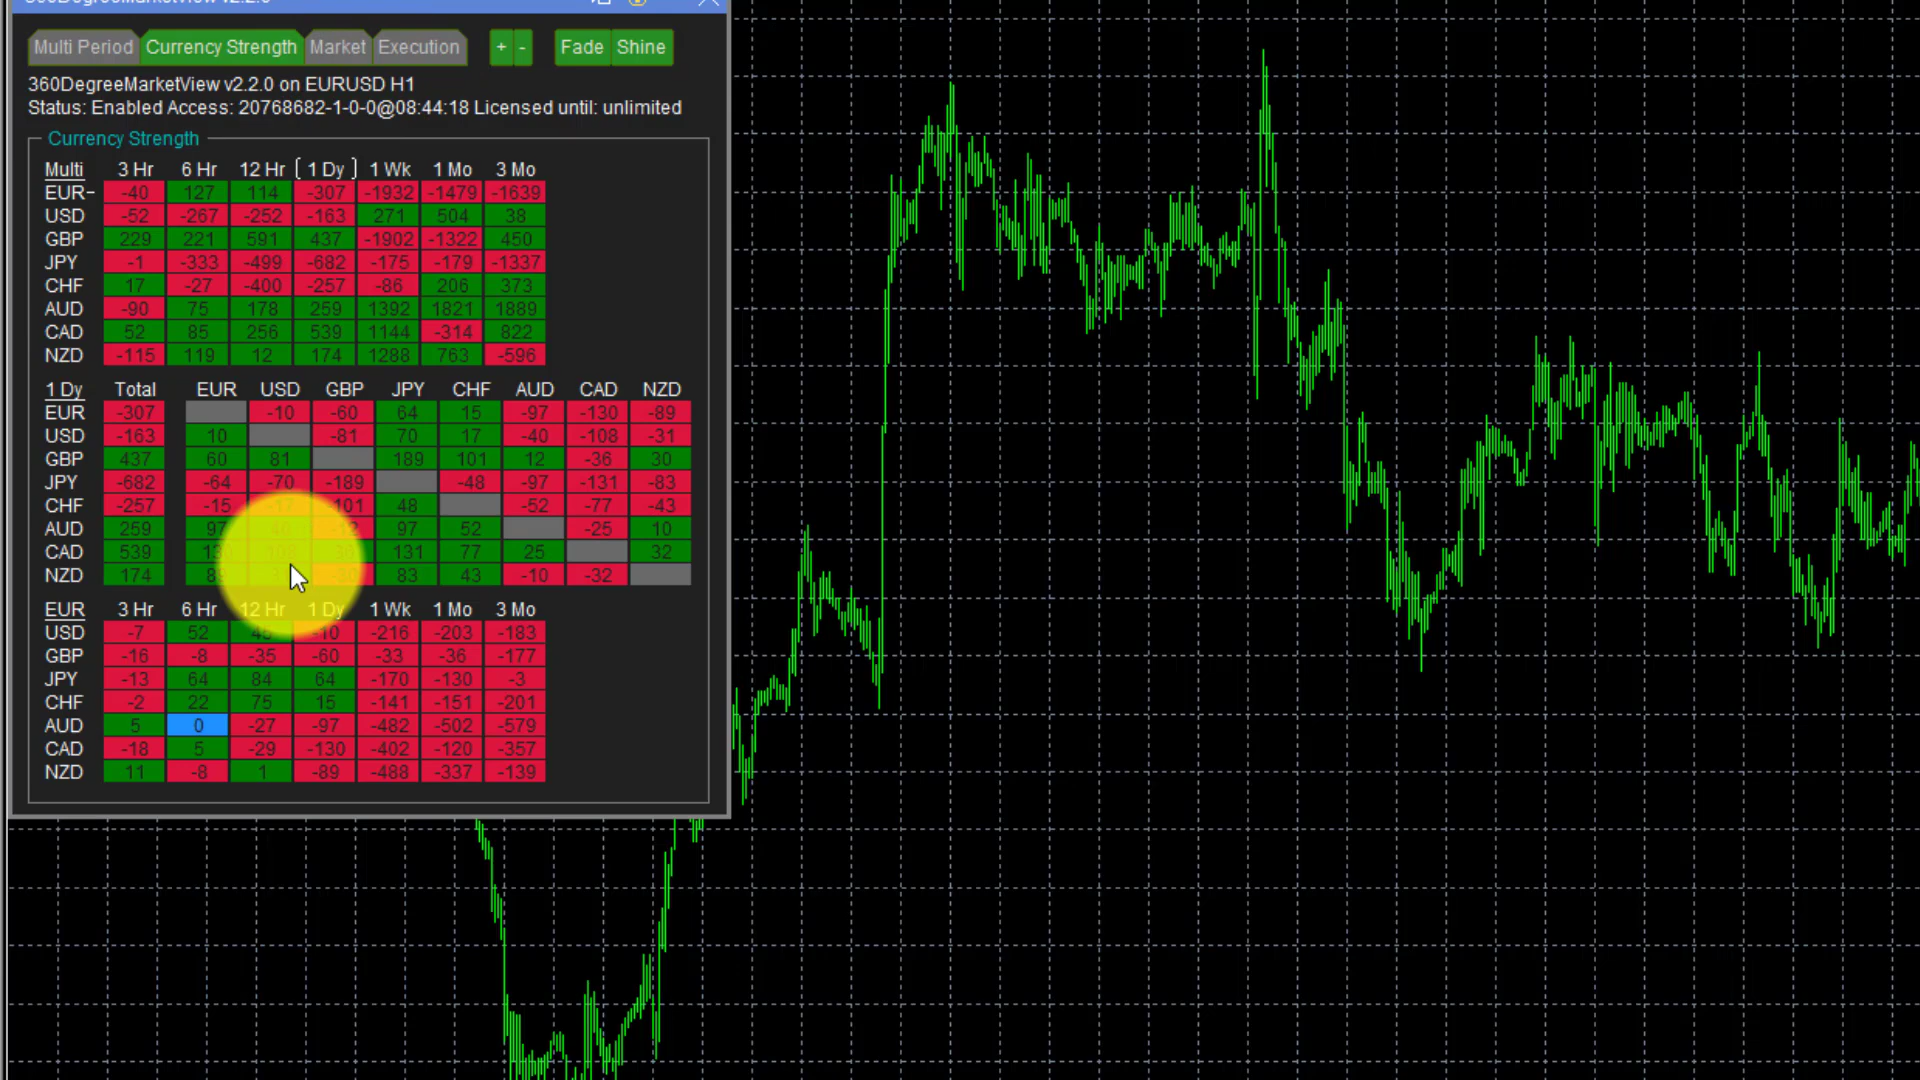 360DegreeMarketView v2.2.0
Multi Period Currency Strength Market Execution + - Fade Shine
360DegreeMarketView v2.2.0 on EURUSD H1
Status: Enabled Access: 20768682-1-0-0@08:44:18 Licensed until: unlimited
Currency Strength
Multi 3 Hr 6 Hr 12 Hr [ 1 Dy ] 1 Wk 1 Mo 3 Mo
EUR- -40 127 114 -307 -1932 -1479 -1639
USD -52 -267 -252 -163 271 504 38
GBP 229 221 591 437 -1902 -1322 450
JPY -1 -333 -499 -682 -175 -179 -1337
CHF 17 -27 -400 -257 -86 206 373
AUD -90 75 178 259 1392 1821 1889
CAD 52 85 256 539 1144 -314 822
NZD -115 119 12 174 1288 763 -596
1 Dy Total EUR USD GBP JPY CHF AUD CAD NZD
EUR -307 -10 -60 64 15 -97 -130 -89
USD -163 10 -81 70 17 -40 -108 -31
GBP 437 60 81 189 101 12 -36 30
JPY -682 -64 -70 -189 -48 -97 -131 -83
CHF -257 -15 -17 -101 48 -52 -77 -43
AUD 259 97 40 -12 97 52 -25 10
CAD 539 130 108 131 77 25 32
NZD 174 89 83 43 -10 -32
EUR 3 Hr 6 Hr 12 Hr 1 Dy 1 Wk 1 Mo 3 Mo
USD -7 52 -10 -216 -203 -183
GBP -16 -8 -35 -60 -33 -36 -177
JPY -13 64 84 64 -170 -130 -3
CHF -2 22 75 15 -141 -151 -201
AUD 5 0 -27 -97 -482 -502 -579
CAD -18 5 -29 -130 -402 -120 -357
NZD 11 -8 1 -89 -488 -337 -139